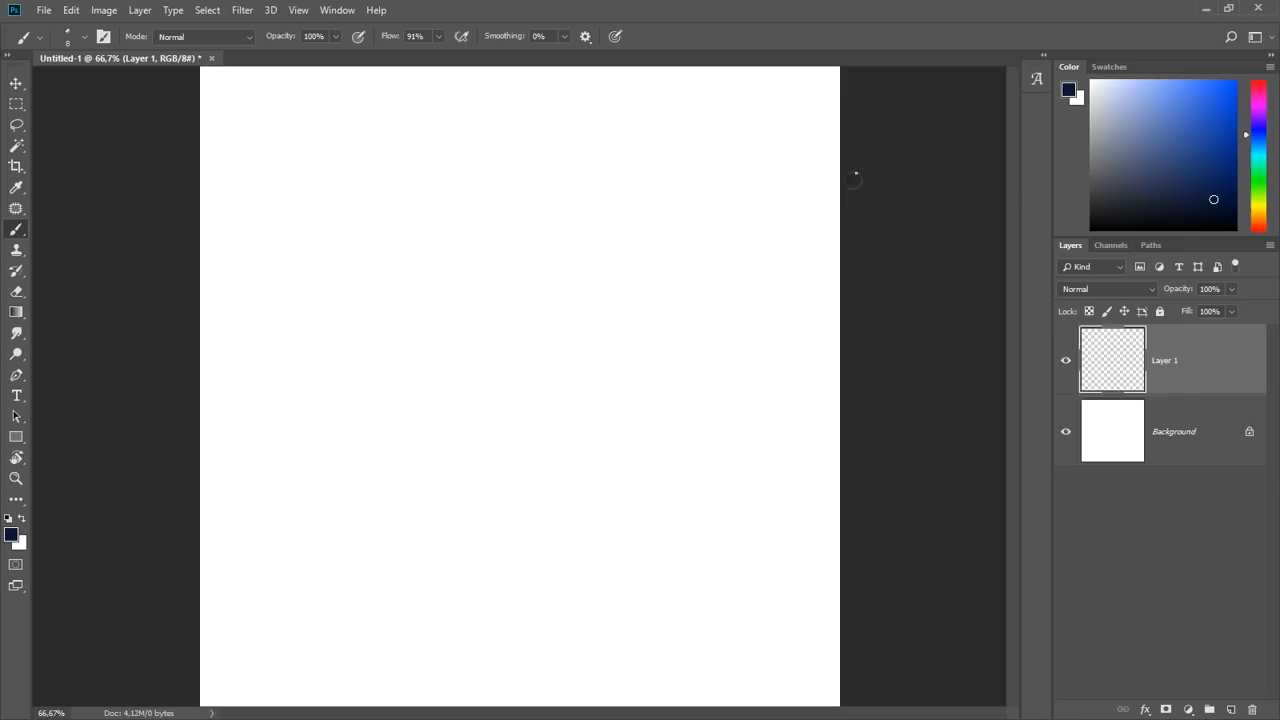 Ps File Edit Image Layer Type Select Filter 3D View Window Help
8 Mode: Normal Opacity: 100% Flow: 91% Smoothing: 0%
Untitled-1 @ 66,7% (Layer 1, RGB/8#) *
Color Swatches
Layers Channels Paths
Kind
Normal Opacity: 100%
Lock: Fill: 100%
Layer 1
Background
66,67% Doc: 4,12M/0 bytes